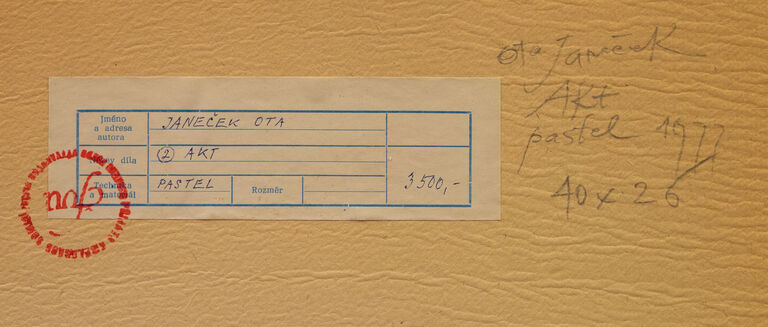 Jméno
a adresa
autora
JANEČEK OTA
Název díla
② AKT
Technika
a materiál
PASTEL
Rozměr
3 500,-
Ota Janeček
Akt
pastel 1977
40 x 26